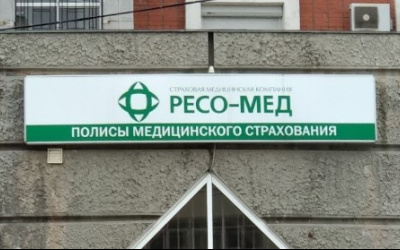 СТРАХОВАЯ МЕДИЦИНСКАЯ КОМПАНИЯ
РЕСО-МЕД
ПОЛИСЫ МЕДИЦИНСКОГО СТРАХОВАНИЯ